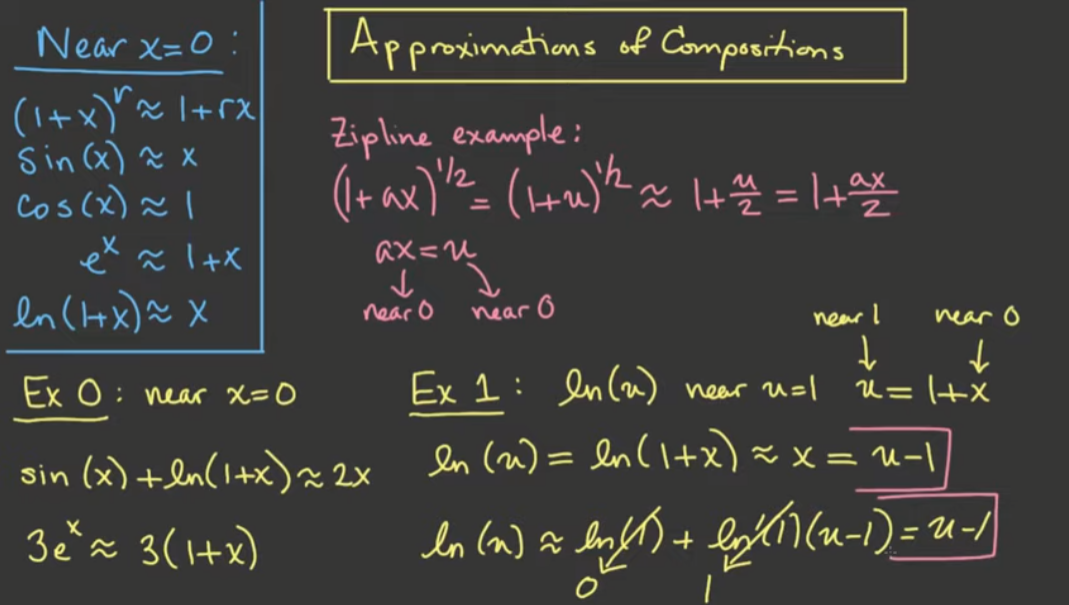 Near x=0:
(1+x)^r ≈ 1+rx
sin(x) ≈ x
cos(x) ≈ 1
e^x ≈ 1+x
ln(1+x) ≈ x
Approximations of Compositions
Zipline example:
(1+ax)^1/2 = (1+u)^1/2 ≈ 1+u/2 = 1+ax/2
ax=u
near 0 near 0
Ex 0: near x=0
sin(x)+ln(1+x)≈2x
3e^x ≈ 3(1+x)
near 1 near 0
Ex 1: ln(u) near u=1 u=1+x
ln(u) = ln(1+x) ≈ x = u-1
ln(u) ≈ ln(1) + ln'(1)(u-1) = u-1
0 1